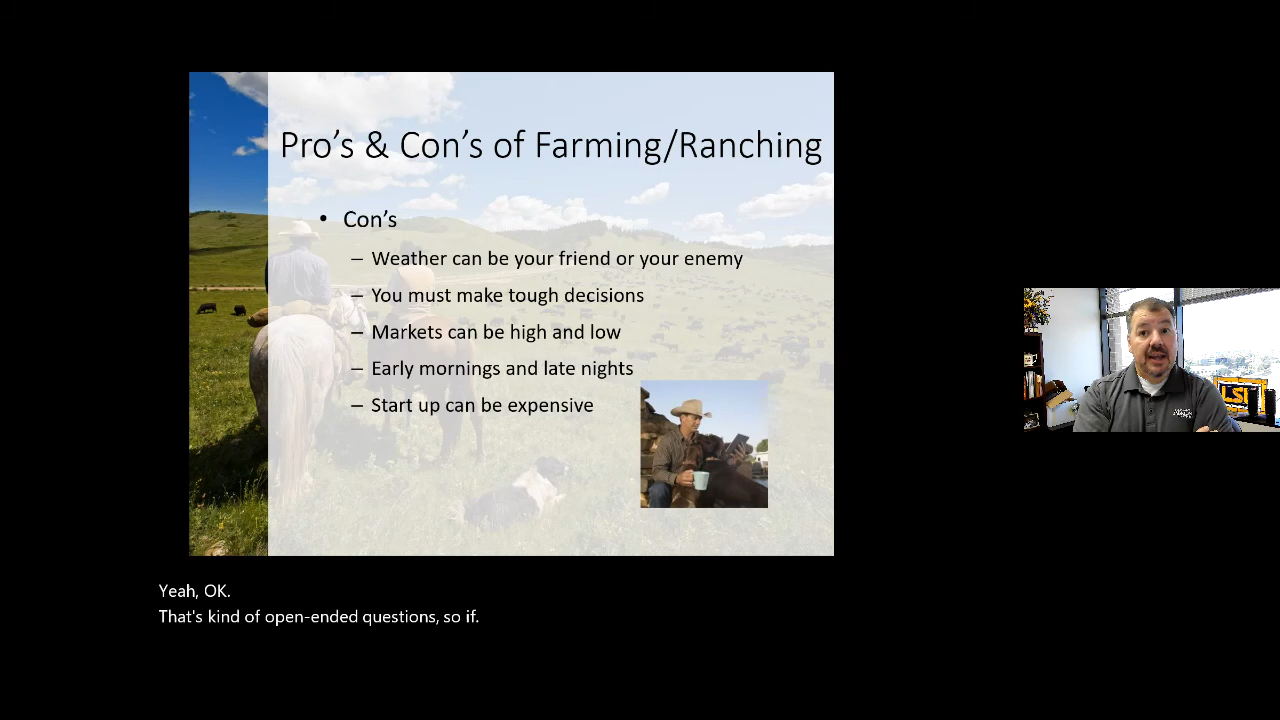 Pro's & Con's of Farming/Ranching
• Con's
– Weather can be your friend or your enemy
– You must make tough decisions
– Markets can be high and low
– Early mornings and late nights
– Start up can be expensive
LSI
Yeah, OK.
That's kind of open-ended questions, so if.